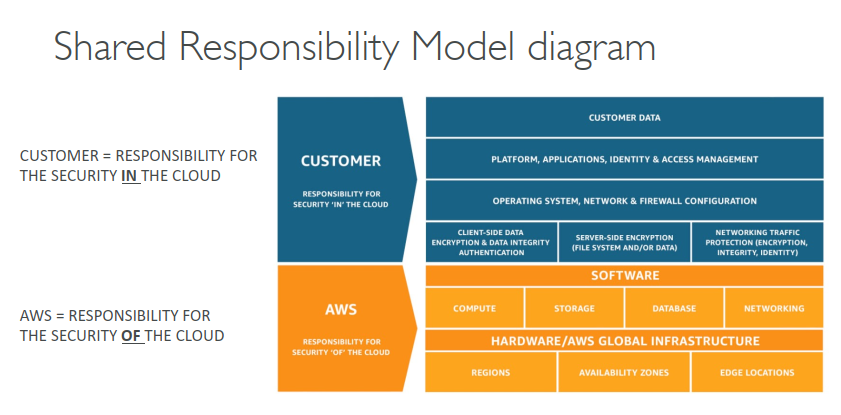 Shared Responsibility Model diagram
CUSTOMER = RESPONSIBILITY FOR
THE SECURITY IN THE CLOUD
CUSTOMER
RESPONSIBILITY FOR
SECURITY 'IN' THE CLOUD
CUSTOMER DATA
PLATFORM, APPLICATIONS, IDENTITY & ACCESS MANAGEMENT
OPERATING SYSTEM, NETWORK & FIREWALL CONFIGURATION
CLIENT-SIDE DATA
ENCRYPTION & DATA INTEGRITY
AUTHENTICATION
SERVER-SIDE ENCRYPTION
(FILE SYSTEM AND/OR DATA)
NETWORKING TRAFFIC
PROTECTION (ENCRYPTION,
INTEGRITY, IDENTITY)
AWS = RESPONSIBILITY FOR
THE SECURITY OF THE CLOUD
AWS
RESPONSIBILITY FOR
SECURITY 'OF' THE CLOUD
SOFTWARE
COMPUTE
STORAGE
DATABASE
NETWORKING
HARDWARE/AWS GLOBAL INFRASTRUCTURE
REGIONS
AVAILABILITY ZONES
EDGE LOCATIONS